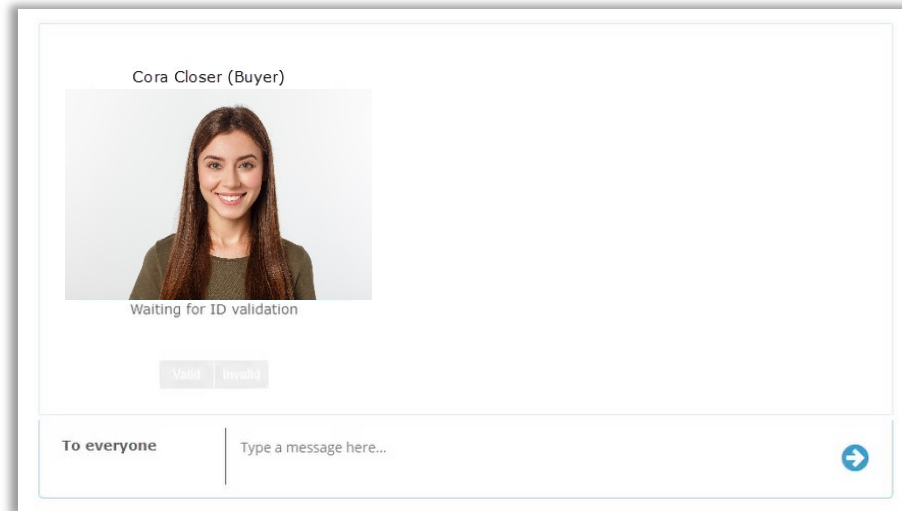 Cora Closer (Buyer)
Waiting for ID validation
Valid Invalid
To everyone
Type a message here...